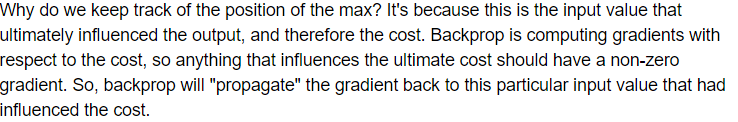 Why do we keep track of the position of the max? It's because this is the input value that
ultimately influenced the output, and therefore the cost. Backprop is computing gradients with
respect to the cost, so anything that influences the ultimate cost should have a non-zero
gradient. So, backprop will "propagate" the gradient back to this particular input value that had
influenced the cost.